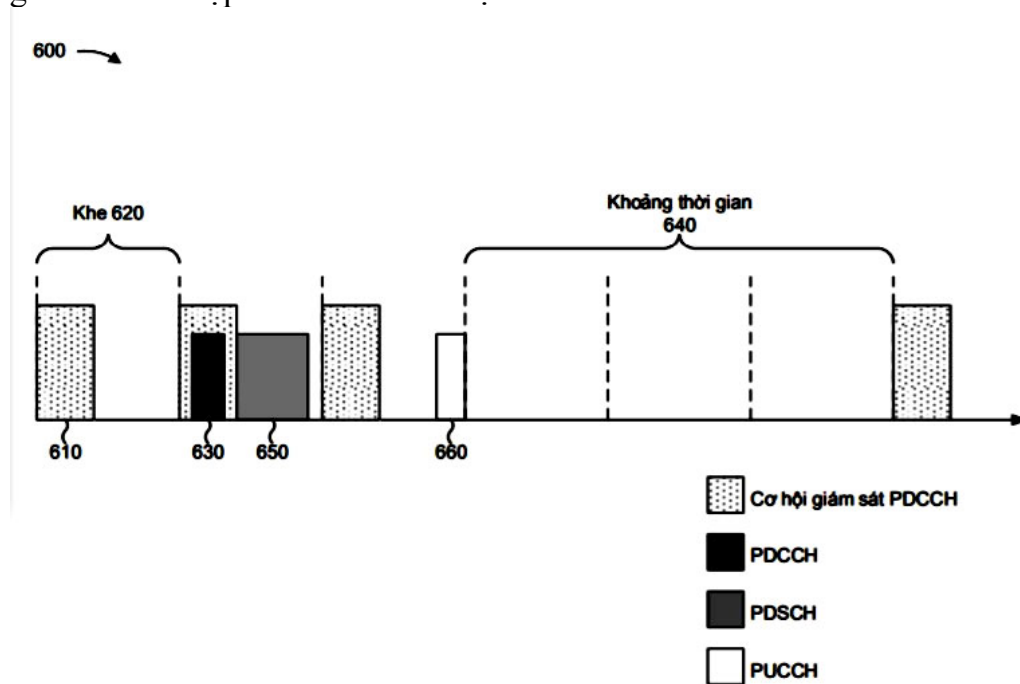 600
Khe 620
Khoảng thời gian
640
610
630
650
660
Cơ hội giám sát PDCCH
PDCCH
PDSCH
PUCCH